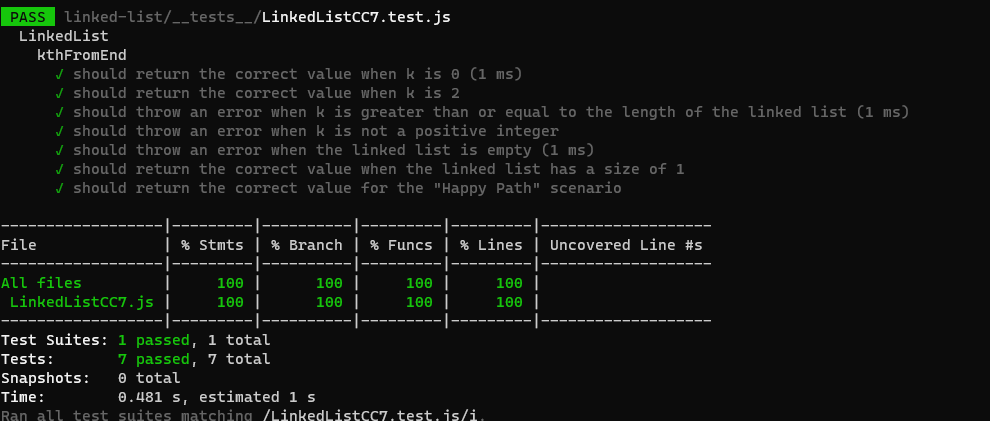 PASS linked-list/__tests__/LinkedListCC7.test.js
  LinkedList
    kthFromEnd
      √ should return the correct value when k is 0 (1 ms)
      √ should return the correct value when k is 2
      √ should throw an error when k is greater than or equal to the length of the linked list (1 ms)
      √ should throw an error when k is not a positive integer
      √ should throw an error when the linked list is empty (1 ms)
      √ should return the correct value when the linked list has a size of 1
      √ should return the correct value for the "Happy Path" scenario
------------------|---------|----------|---------|---------|-------------------
File              | % Stmts | % Branch | % Funcs | % Lines | Uncovered Line #s
------------------|---------|----------|---------|---------|-------------------
All files         |     100 |      100 |     100 |     100 |
 LinkedListCC7.js |     100 |      100 |     100 |     100 |
------------------|---------|----------|---------|---------|-------------------
Test Suites: 1 passed, 1 total
Tests:       7 passed, 7 total
Snapshots:   0 total
Time:        0.481 s, estimated 1 s
Ran all test suites matching /LinkedListCC7.test.js/i.